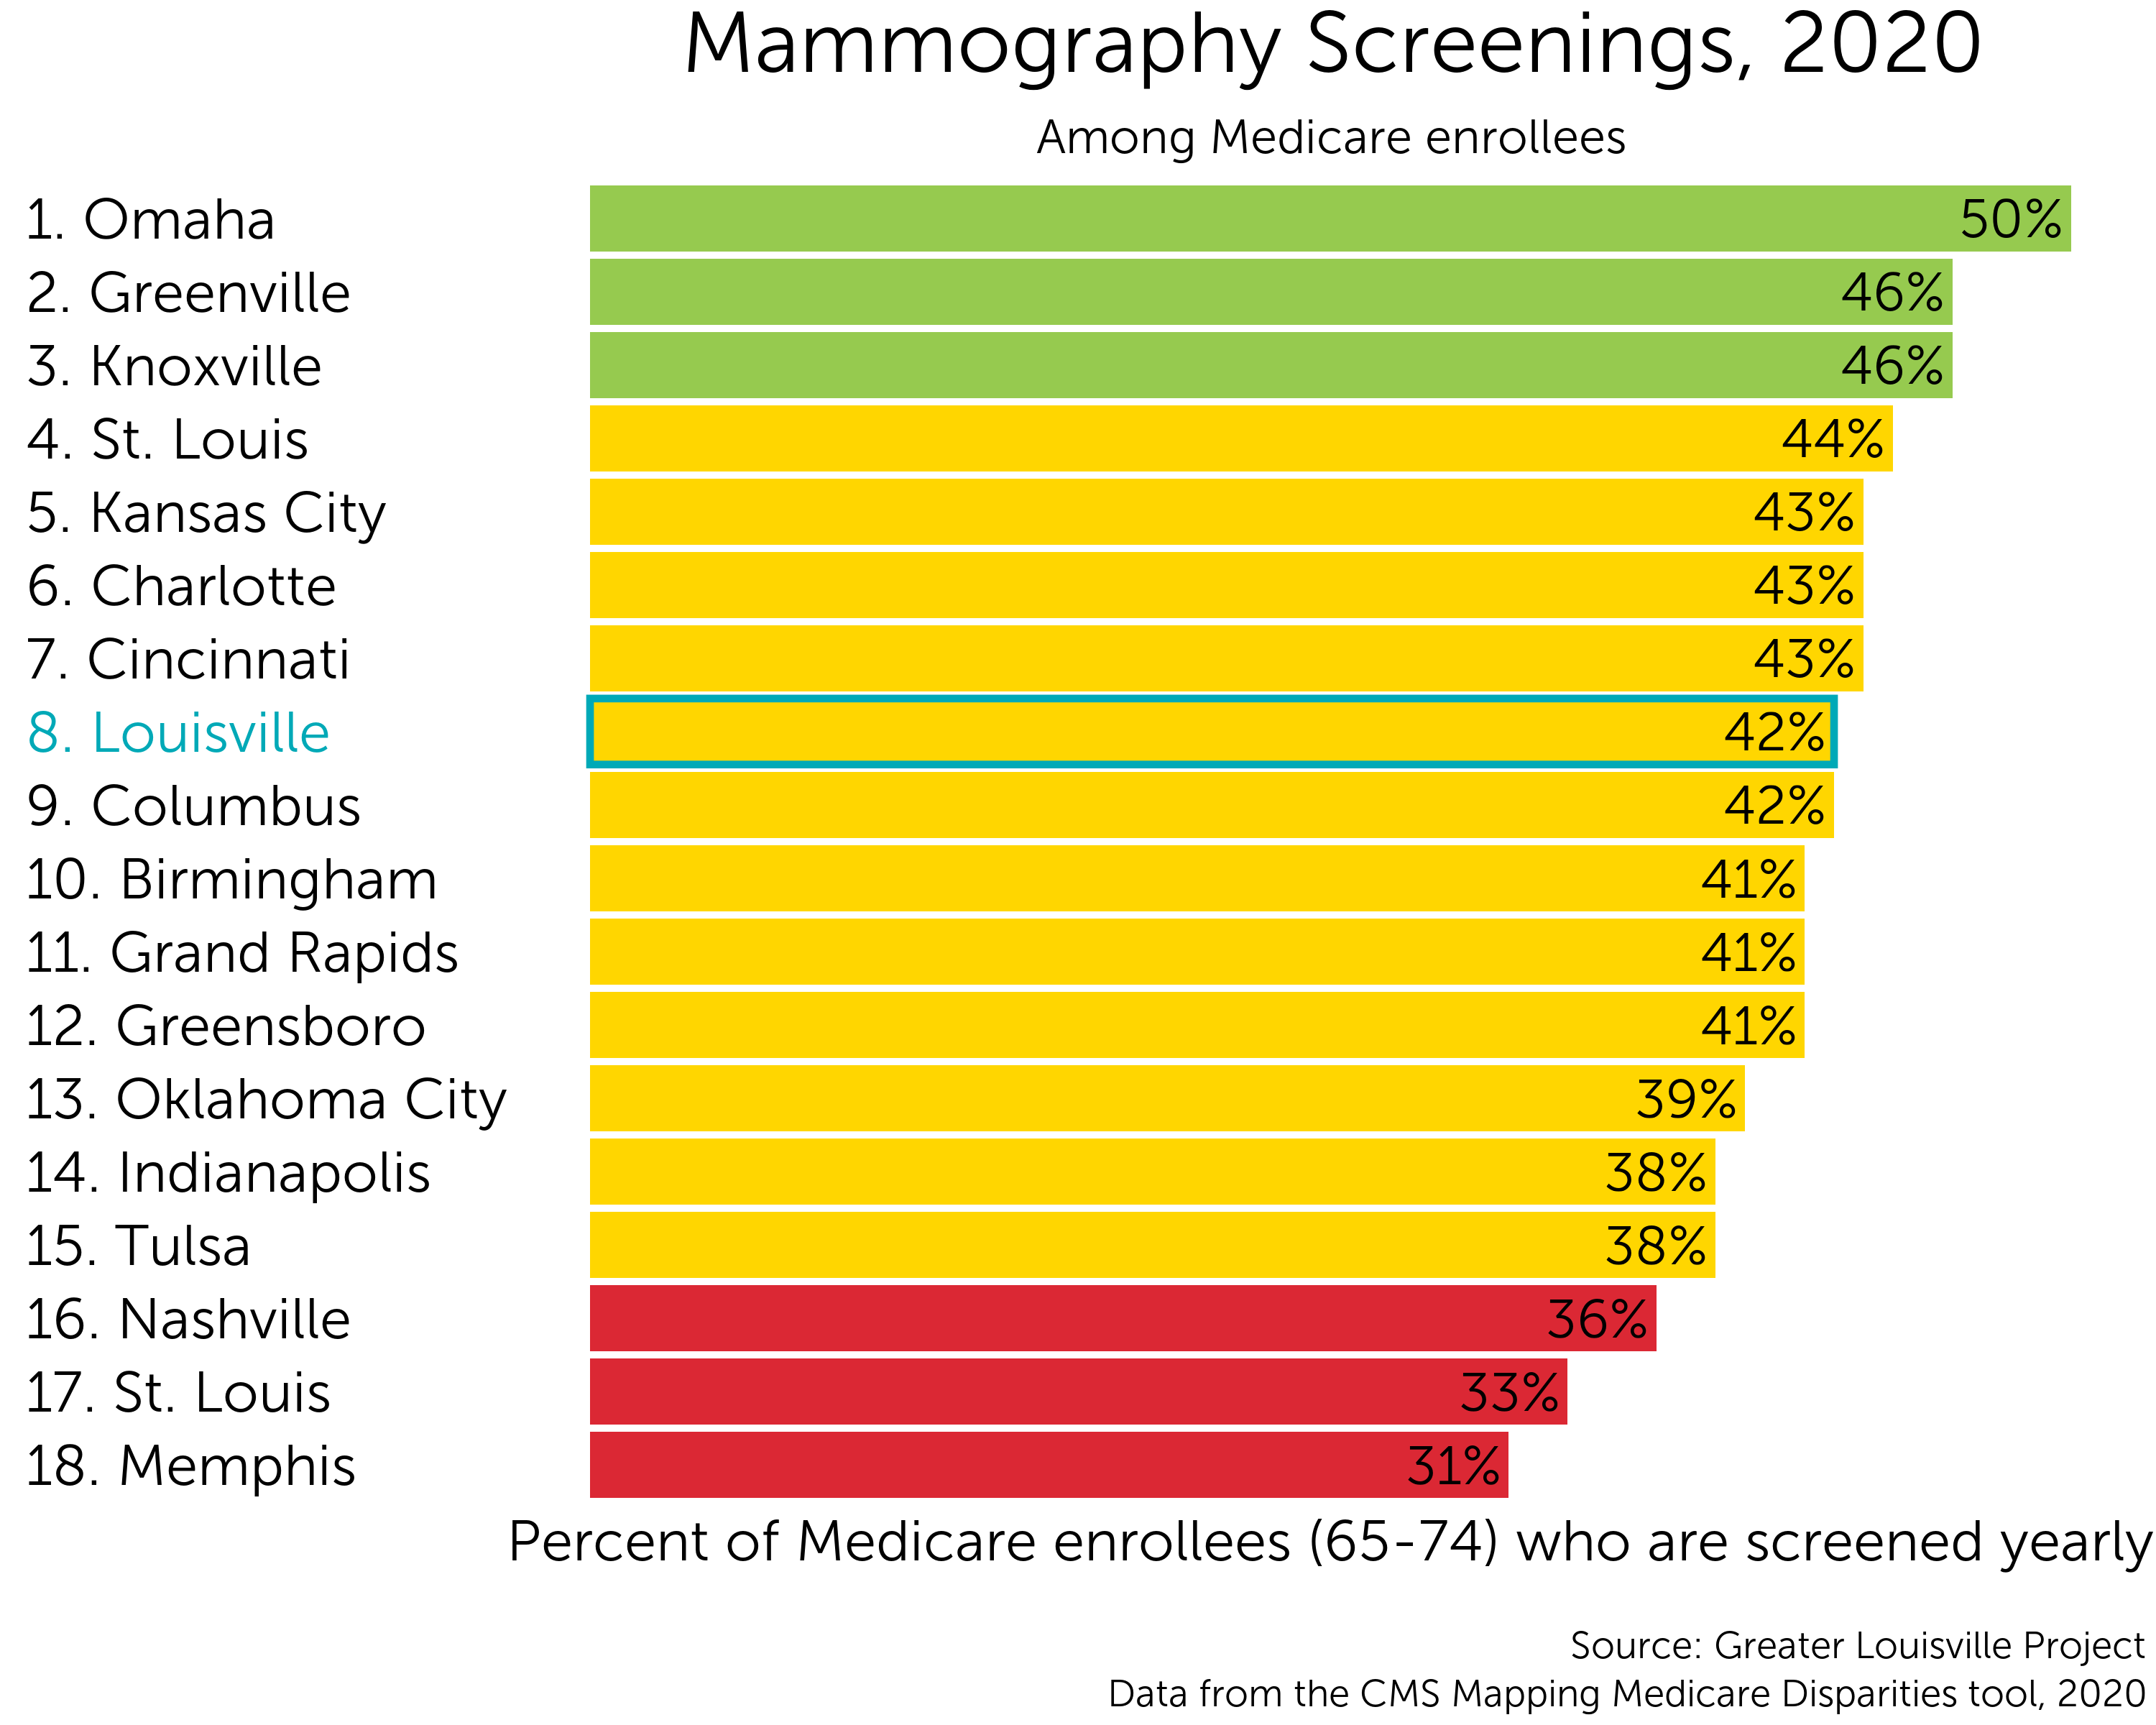 Mammography Screenings, 2020
Among Medicare enrollees
1. Omaha 50%
2. Greenville 46%
3. Knoxville 46%
4. St. Louis 44%
5. Kansas City 43%
6. Charlotte 43%
7. Cincinnati 43%
8. Louisville 42%
9. Columbus 42%
10. Birmingham 41%
11. Grand Rapids 41%
12. Greensboro 41%
13. Oklahoma City 39%
14. Indianapolis 38%
15. Tulsa 38%
16. Nashville 36%
17. St. Louis 33%
18. Memphis 31%
Percent of Medicare enrollees (65-74) who are screened yearly
Source: Greater Louisville Project
Data from the CMS Mapping Medicare Disparities tool, 2020